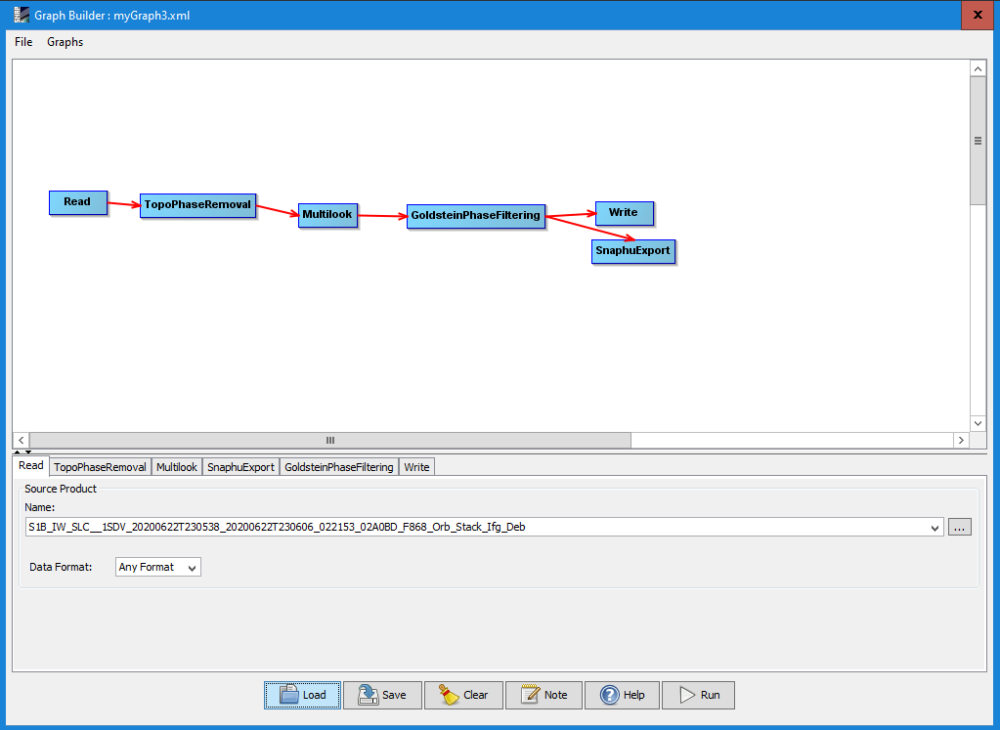 SNAP
Graph Builder : myGraph3.xml
File Graphs
Read
TopoPhaseRemoval
Multilook
GoldsteinPhaseFiltering
Write
SnaphuExport
Read TopoPhaseRemoval Multilook SnaphuExport GoldsteinPhaseFiltering Write
Source Product
Name:
S1B_IW_SLC__1SDV_20200622T230538_20200622T230606_022153_02A0BD_F868_Orb_Stack_Ifg_Deb
...
Data Format: Any Format
Load Save Clear Note Help Run